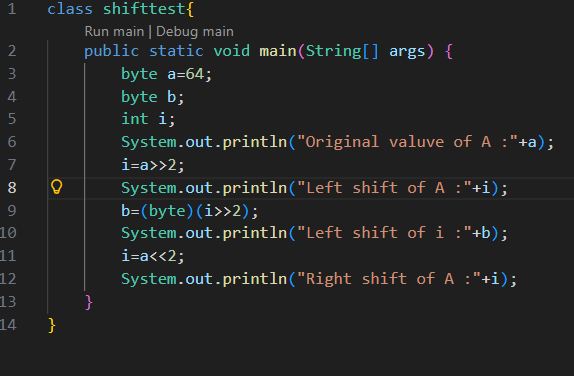 1 class shifttest{
Run main | Debug main
2 public static void main(String[] args) {
3 byte a=64;
4 byte b;
5 int i;
6 System.out.println("Original valuve of A :"+a);
7 i=a>>2;
8 System.out.println("Left shift of A :"+i);
9 b=(byte)(i>>2);
10 System.out.println("Left shift of i :"+b);
11 i=a<<2;
12 System.out.println("Right shift of A :"+i);
13 }
14 }